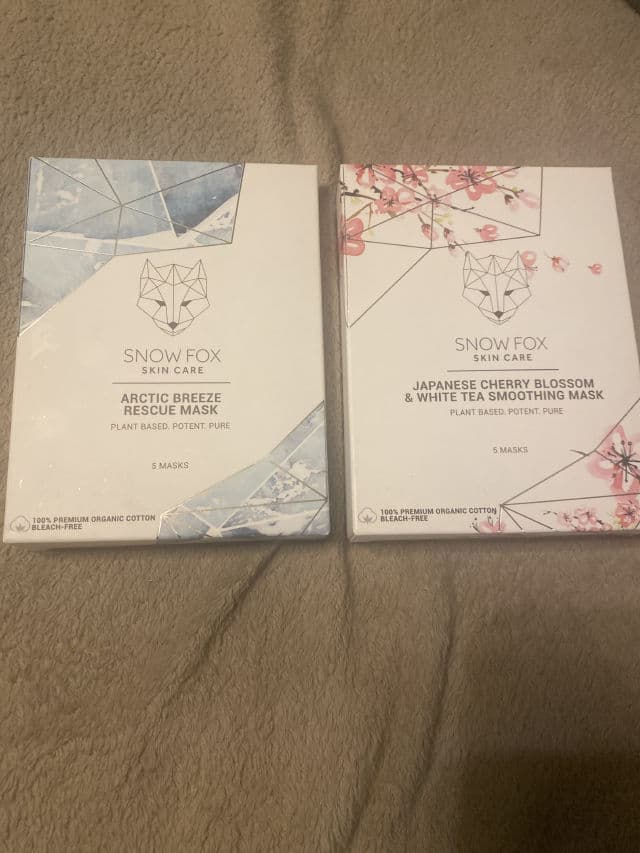 SNOW FOX
SKIN CARE
ARCTIC BREEZE
RESCUE MASK
PLANT BASED. POTENT. PURE
5 MASKS
100% PREMIUM ORGANIC COTTON
BLEACH-FREE
SNOW FOX
SKIN CARE
JAPANESE CHERRY BLOSSOM
& WHITE TEA SMOOTHING MASK
PLANT BASED. POTENT. PURE
5 MASKS
100% PREMIUM ORGANIC COTTON
BLEACH-FREE